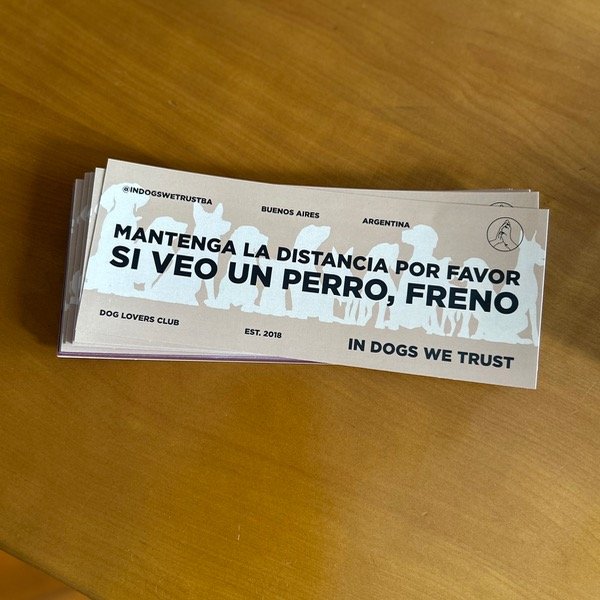 @INDOGSWETRUSTBA BUENOS AIRES ARGENTINA
MANTENGA LA DISTANCIA POR FAVOR
SI VEO UN PERRO, FRENO
DOG LOVERS CLUB EST. 2018 IN DOGS WE TRUST